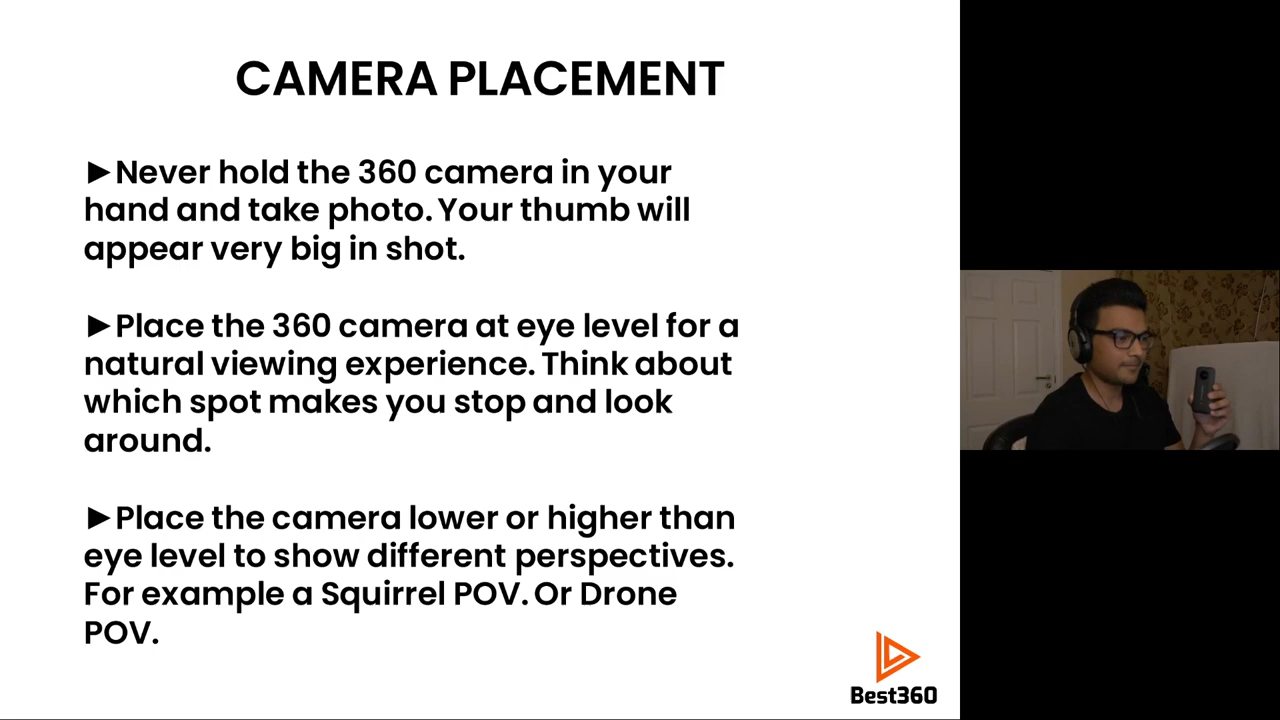 CAMERA PLACEMENT
►Never hold the 360 camera in your
hand and take photo. Your thumb will
appear very big in shot.
►Place the 360 camera at eye level for a
natural viewing experience. Think about
which spot makes you stop and look
around.
►Place the camera lower or higher than
eye level to show different perspectives.
For example a Squirrel POV. Or Drone
POV.
Best360